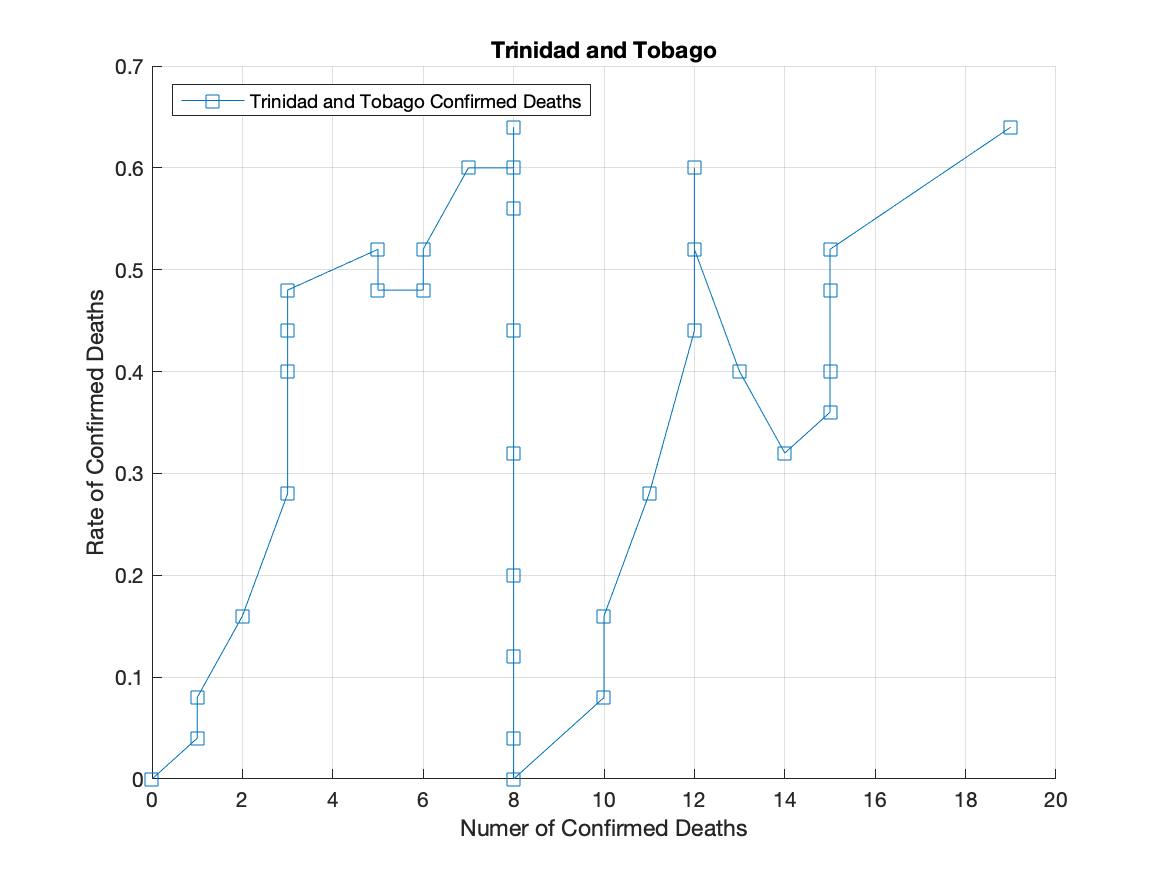 Trinidad and Tobago
0.7
Trinidad and Tobago Confirmed Deaths
0.6
0.5
0.4
0.3
0.2
0.1
0
Rate of Confirmed Deaths
0 2 4 6 8 10 12 14 16 18 20
Numer of Confirmed Deaths